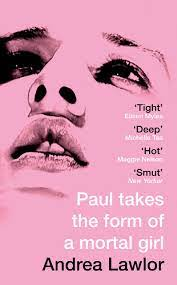 'Tight'
Eileen Myles
'Deep'
Michelle Tea
'Hot'
Maggie Nelson
'Smut'
New Yorker
Paul takes
the form of
a mortal girl
Andrea Lawlor